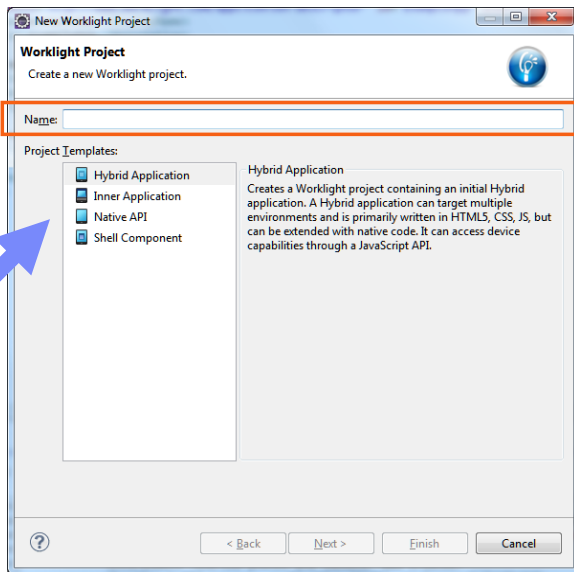 New Worklight Project
Worklight Project
Create a new Worklight project.
Name:
Project Templates:
Hybrid Application
Inner Application
Native API
Shell Component
Hybrid Application
Creates a Worklight project containing an initial Hybrid
application. A Hybrid application can target multiple
environments and is primarily written in HTML5, CSS, JS, but
can be extended with native code. It can access device
capabilities through a JavaScript API.
?
< Back Next > Finish Cancel